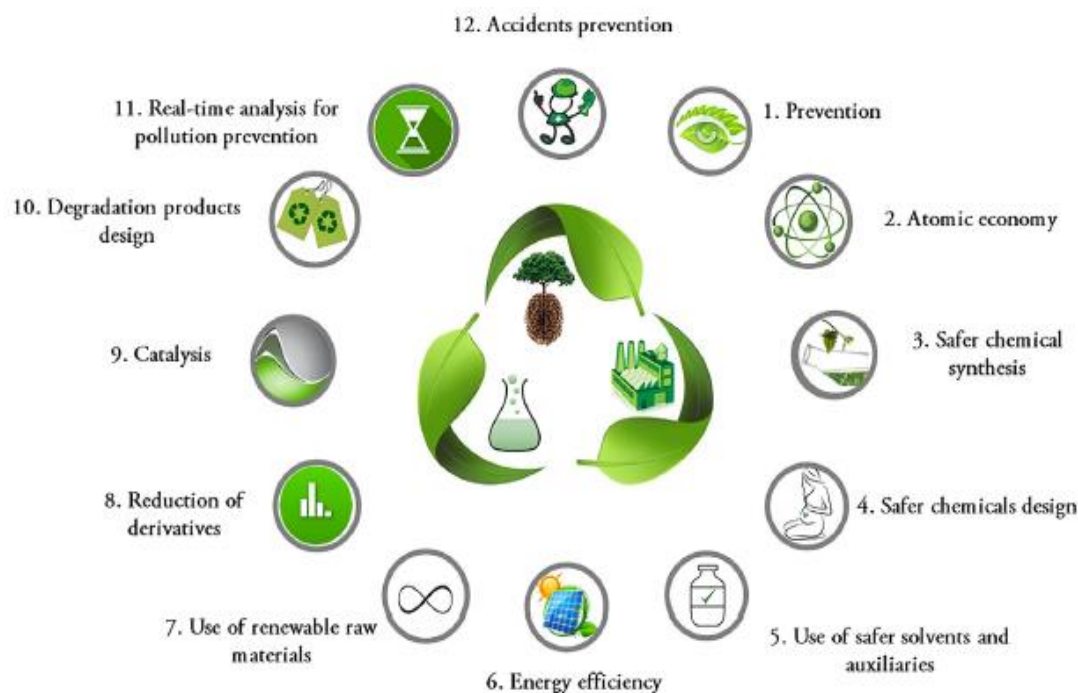 12. Accidents prevention
1. Prevention
2. Atomic economy
3. Safer chemical
synthesis
4. Safer chemicals design
5. Use of safer solvents and
auxiliaries
6. Energy efficiency
7. Use of renewable raw
materials
8. Reduction of
derivatives
9. Catalysis
10. Degradation products
design
11. Real-time analysis for
pollution prevention